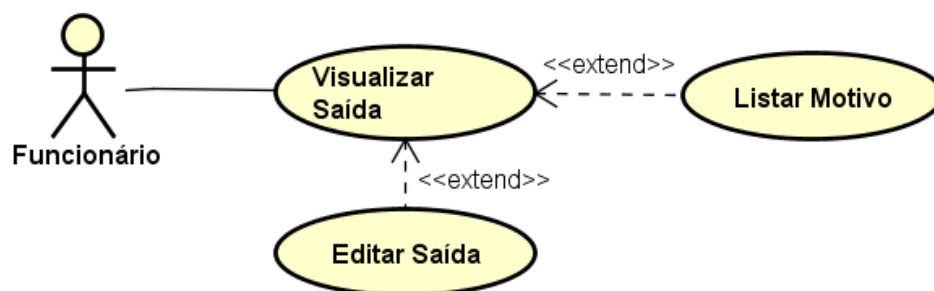 Visualizar
Saída
<<extend>>
Listar Motivo
Funcionário
<<extend>>
Editar Saída